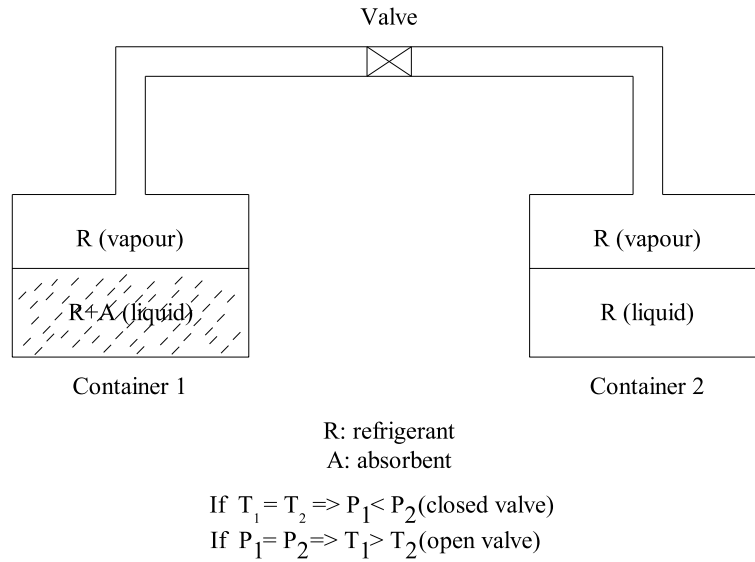 Valve
R (vapour) R (vapour)
R+A (liquid) R (liquid)
Container 1 Container 2
R: refrigerant
A: absorbent
If T₁ = T₂ => P₁< P₂(closed valve)
If P₁= P₂=> T₁> T₂(open valve)